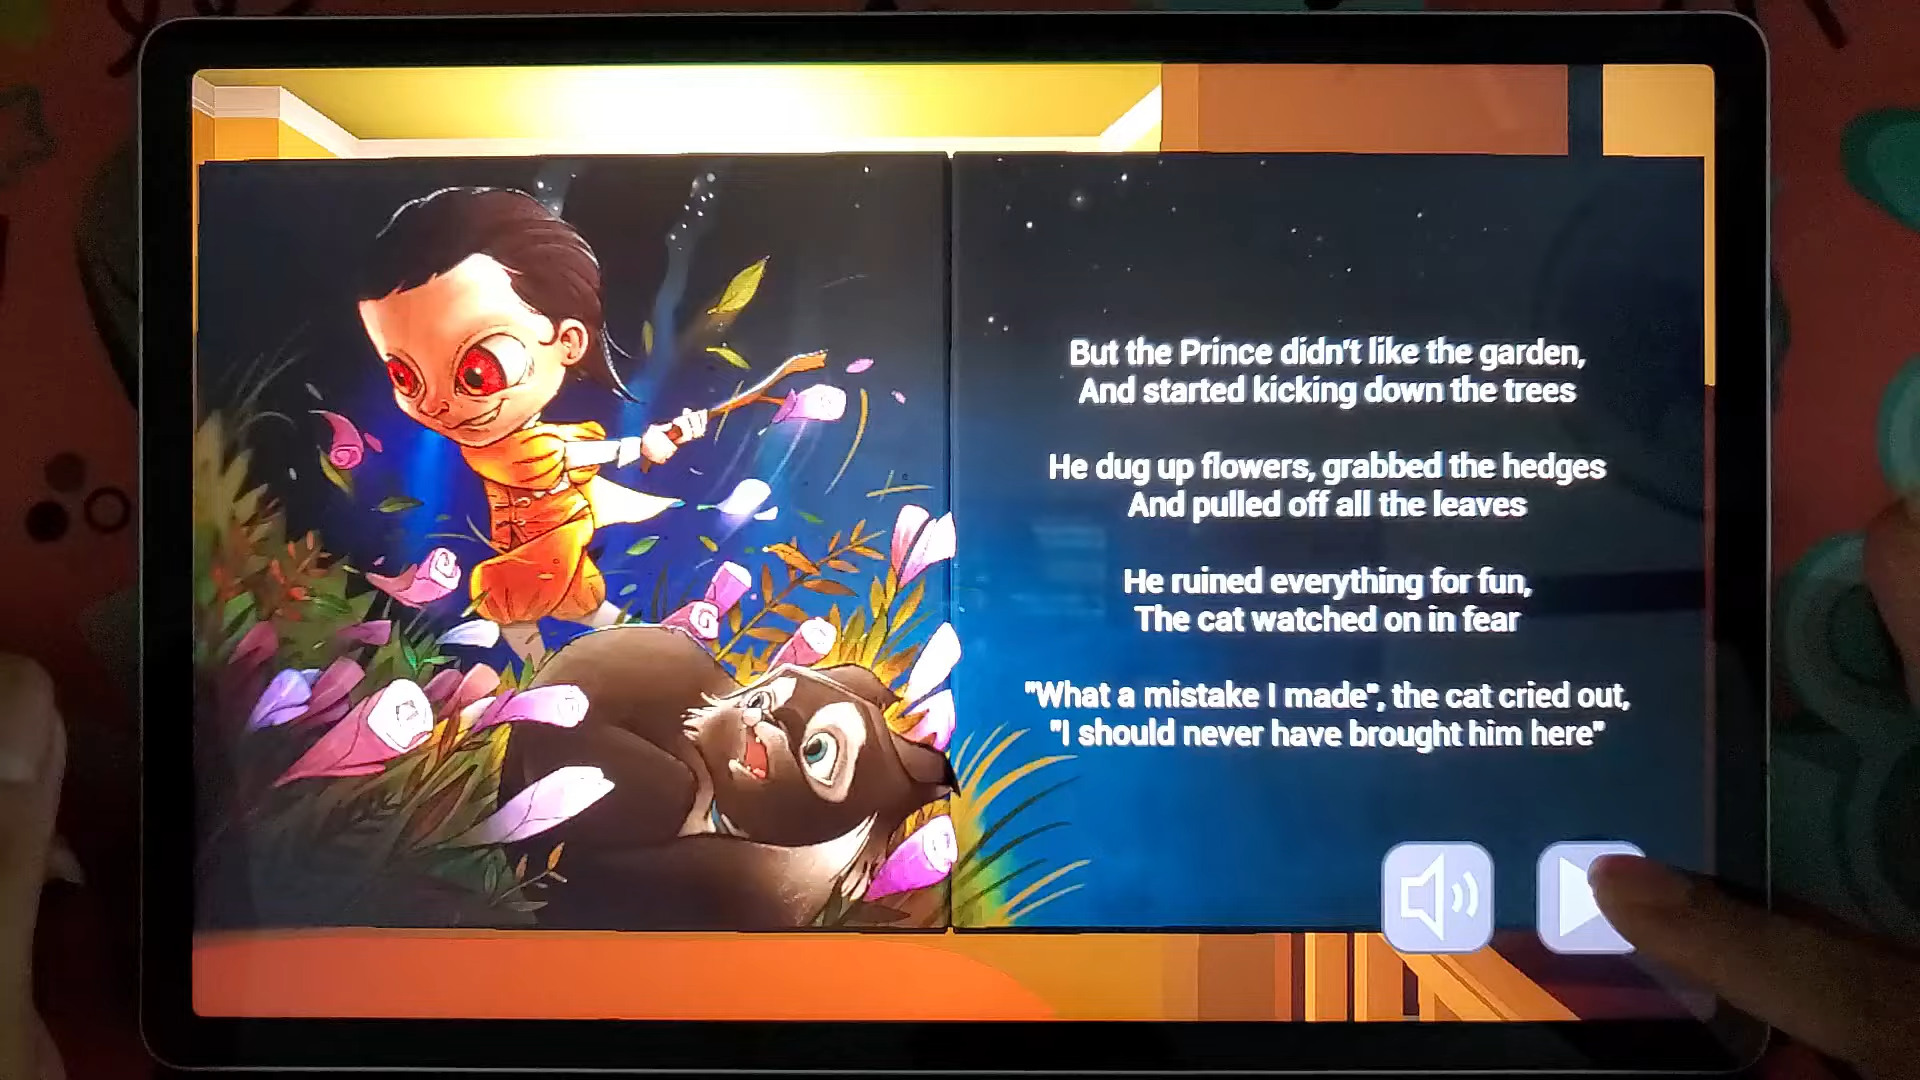 But the Prince didn't like the garden,
And started kicking down the trees
He dug up flowers, grabbed the hedges
And pulled off all the leaves
He ruined everything for fun,
The cat watched on in fear
"What a mistake I made", the cat cried out,
"I should never have brought him here"